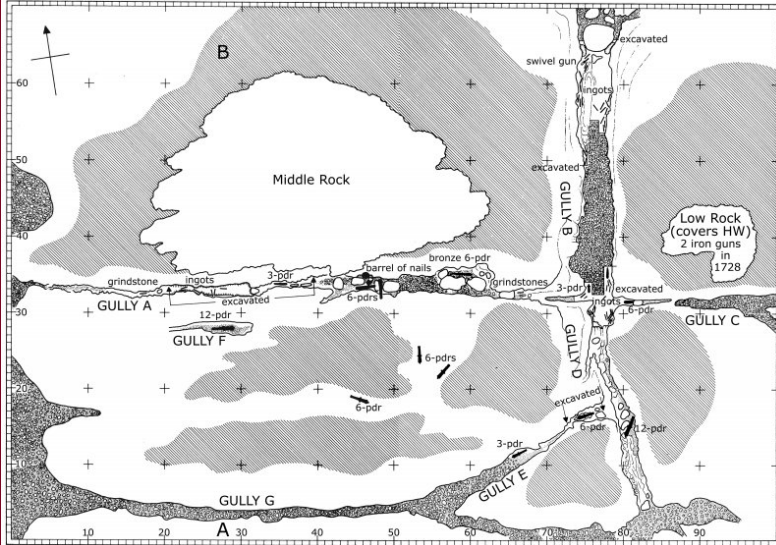 B
excavated
swivel gun
ingots
60
50
excavated
Middle Rock
GULLY B
40
Low Rock
(covers HW)
2 iron guns
in
1728
bronze 6-pdr
3-pdr
barrel of nails
grindstone
ingots
grindstones
3-pdr
excavated
excavated
6-pdrs
ingots
6-pdr
GULLY A
30
GULLY C
12-pdr
GULLY F
GULLY D
6-pdrs
20
excavated
6-pdr
6-pdr
12-pdr
3-pdr
10
GULLY E
GULLY G
A
10 20 30 40 50 60 70 80 90